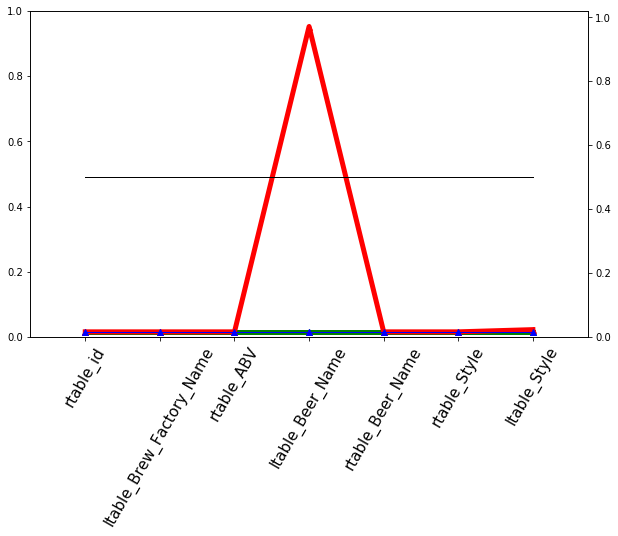 1.0
0.8
0.6
0.4
0.2
0.0
1.0
0.8
0.6
0.4
0.2
0.0
rtable_id
ltable_Brew_Factory_Name
rtable_ABV
ltable_Beer_Name
rtable_Beer_Name
rtable_Style
ltable_Style